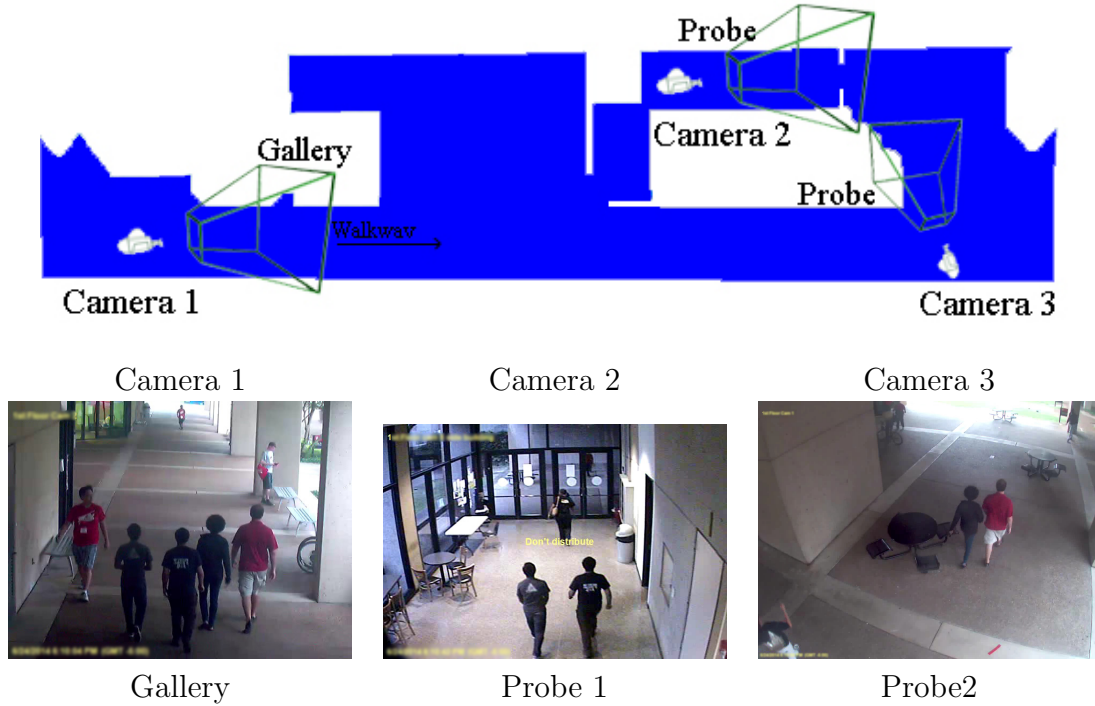 Probe
Camera 2
Gallery
Probe
Walkway
Camera 1
Camera 3
Camera 1
Camera 2
Camera 3
Don't distribute
Gallery
Probe 1
Probe2